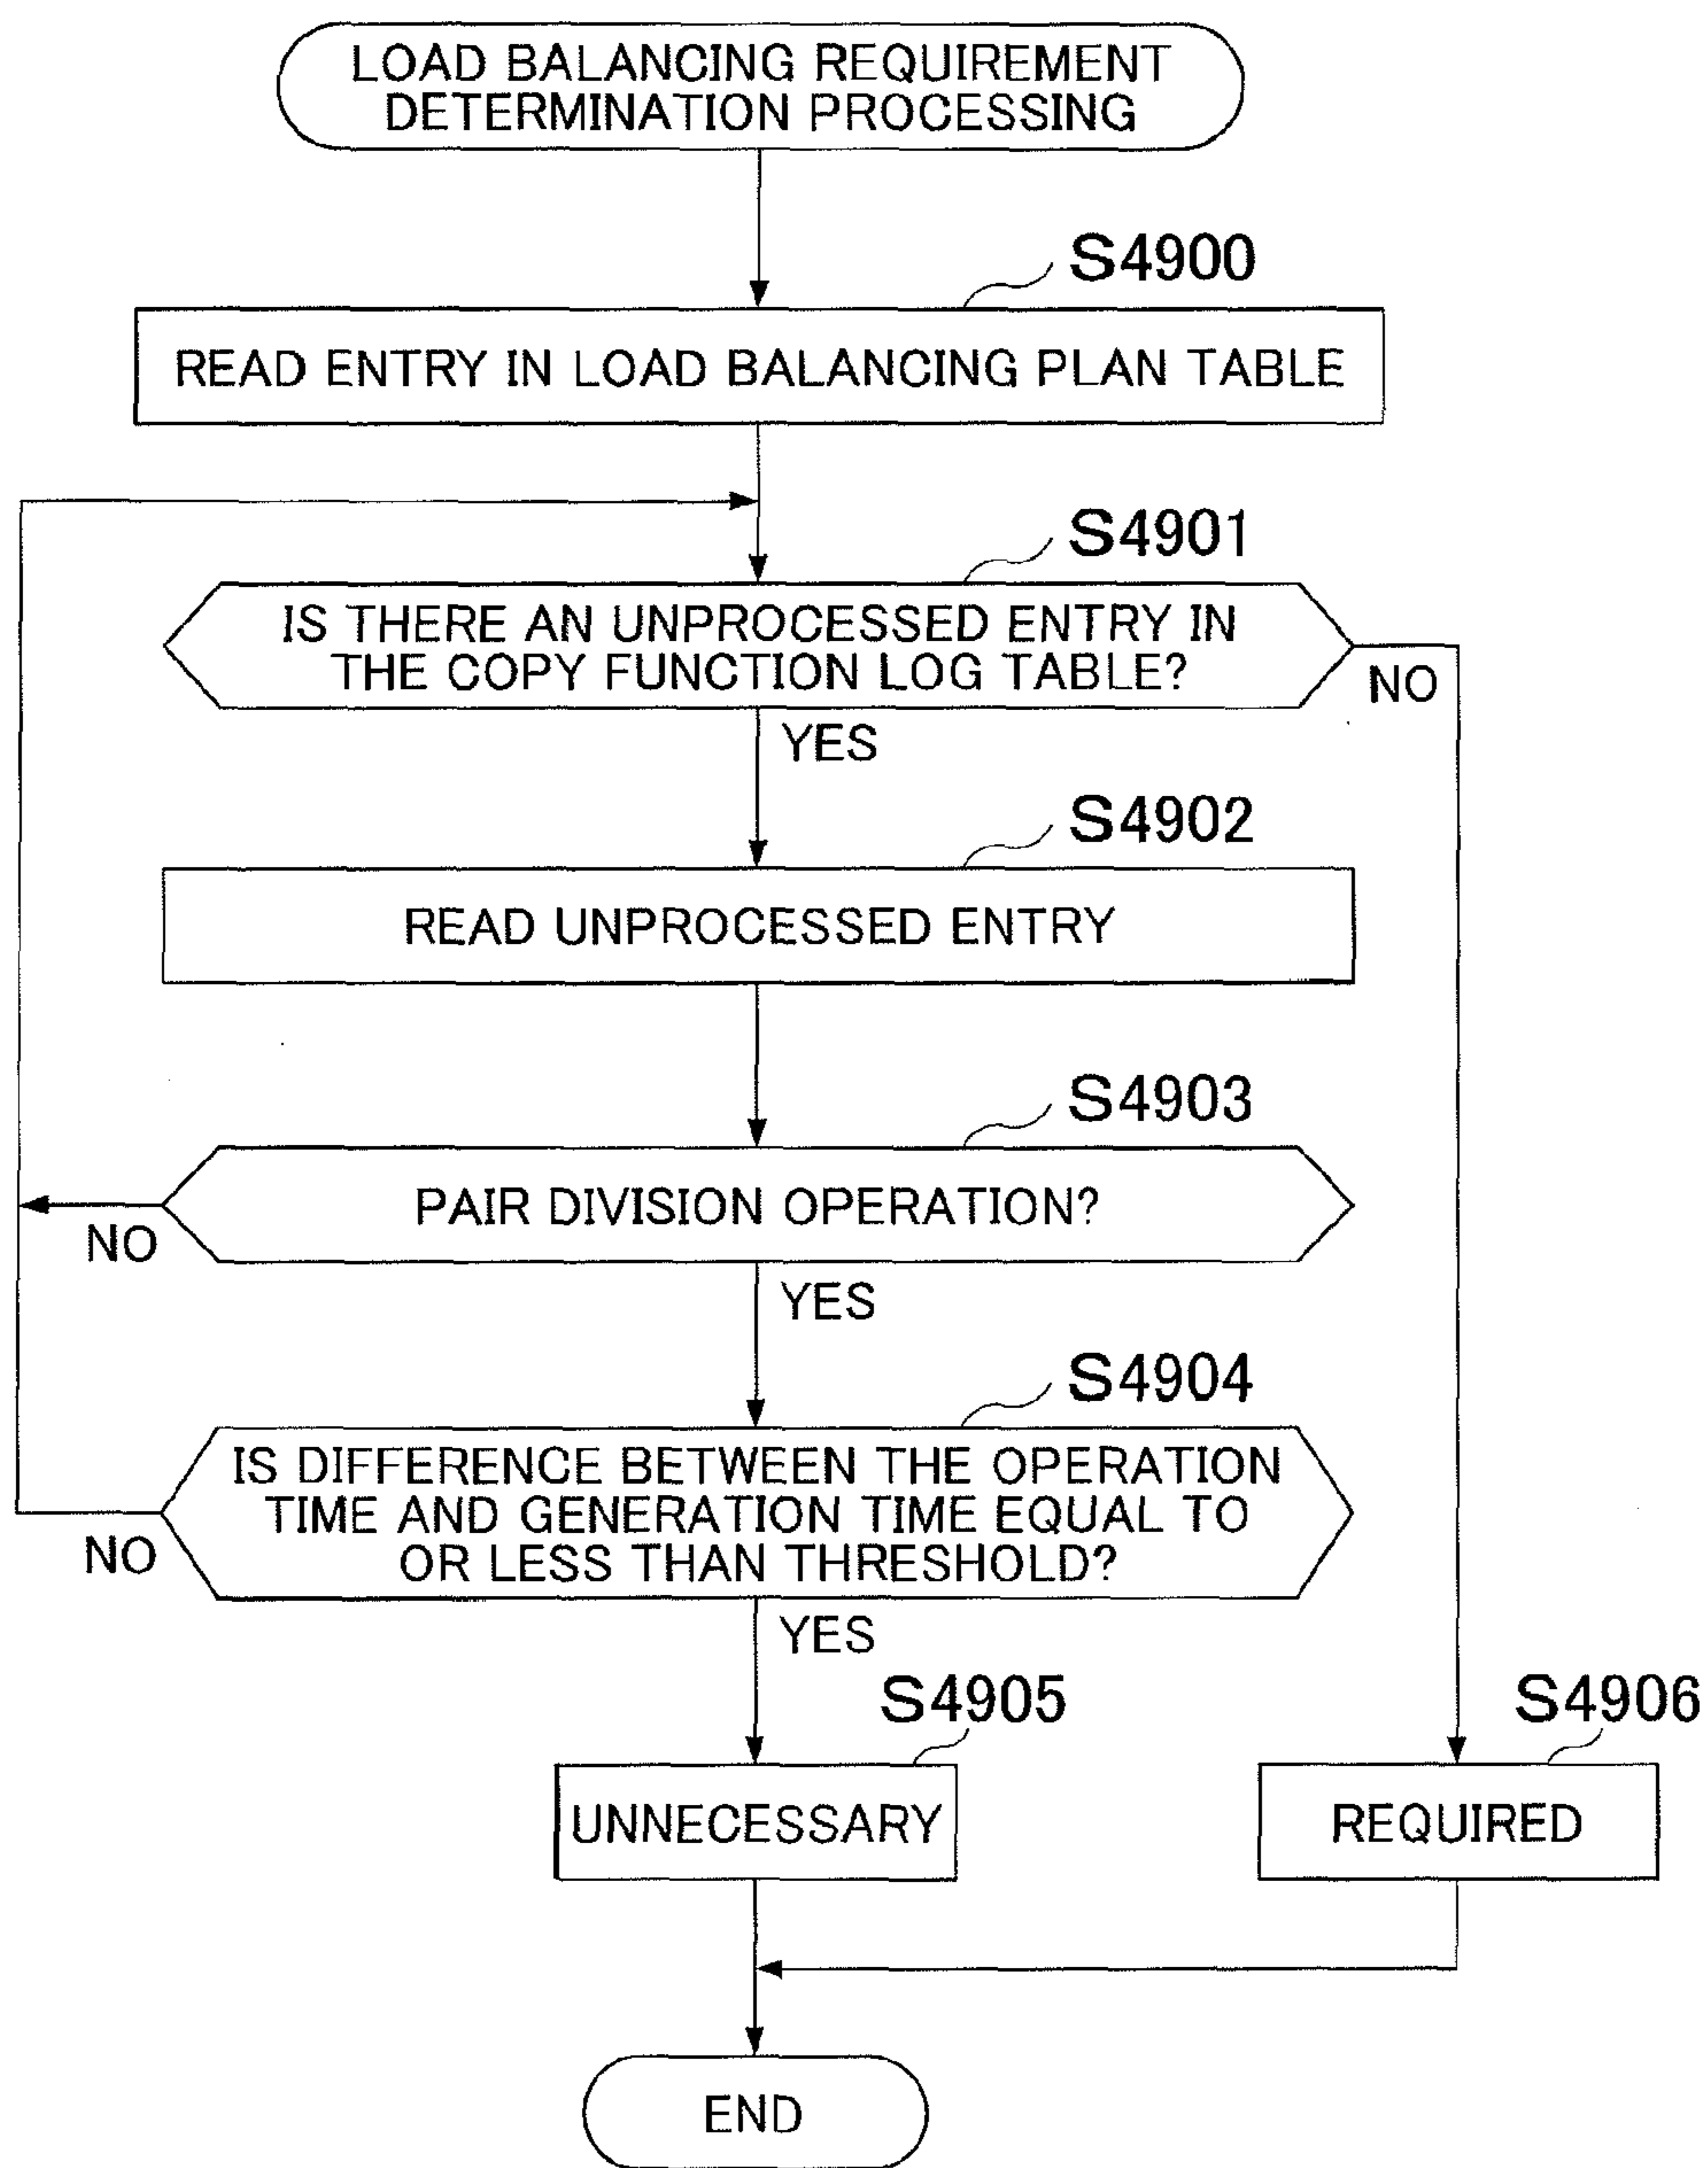 LOAD BALANCING REQUIREMENT
DETERMINATION PROCESSING
S4900
READ ENTRY IN LOAD BALANCING PLAN TABLE
S4901
IS THERE AN UNPROCESSED ENTRY IN
THE COPY FUNCTION LOG TABLE?
NO
YES
S4902
READ UNPROCESSED ENTRY
S4903
PAIR DIVISION OPERATION?
NO
YES
S4904
IS DIFFERENCE BETWEEN THE OPERATION
TIME AND GENERATION TIME EQUAL TO
OR LESS THAN THRESHOLD?
NO
YES
S4905
S4906
UNNECESSARY
REQUIRED
END